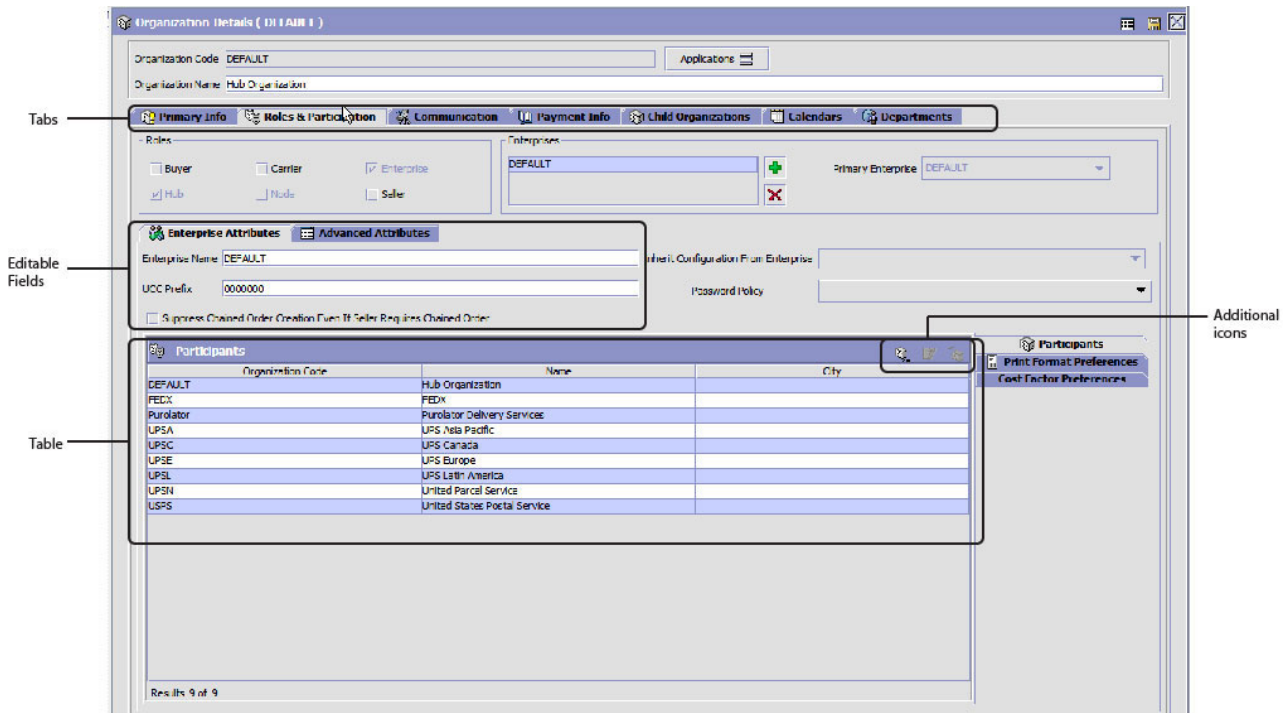 Organization Details ( DEFAULT )
Organization Code DEFAULT
Applications
Organization Name Hub Organization
Tabs
Primary Info Roles & Participation Communication Payment Info Child Organizations Calendars Departments
Roles
Enterprises
Buyer Carrier Enterprise
DEFAULT
Primary Enterprise DEFAULT
Hub Node Seller
Editable
Fields
Enterprise Attributes Advanced Attributes
Enterprise Name DEFAULT
Inherit Configuration From Enterprise
UCC Prefix 0000000
Password Policy
Suppress Chained Order Creation Even If Seller Requires Chained Order
Additional
icons
Participants
Participants
Print Format Preferences
Cost Factor Preferences
Organization Code Name City
DEFAULT Hub Organization
FEDX FEDx
Purolator Purolator Delivery Services
UPSA UPS Asia Pacific
Table
UPSC UPS Canada
UPSE UPS Europe
UPSL UPS Latin America
UPSN United Parcel Service
USPS United States Postal Service
Results 9 of 9